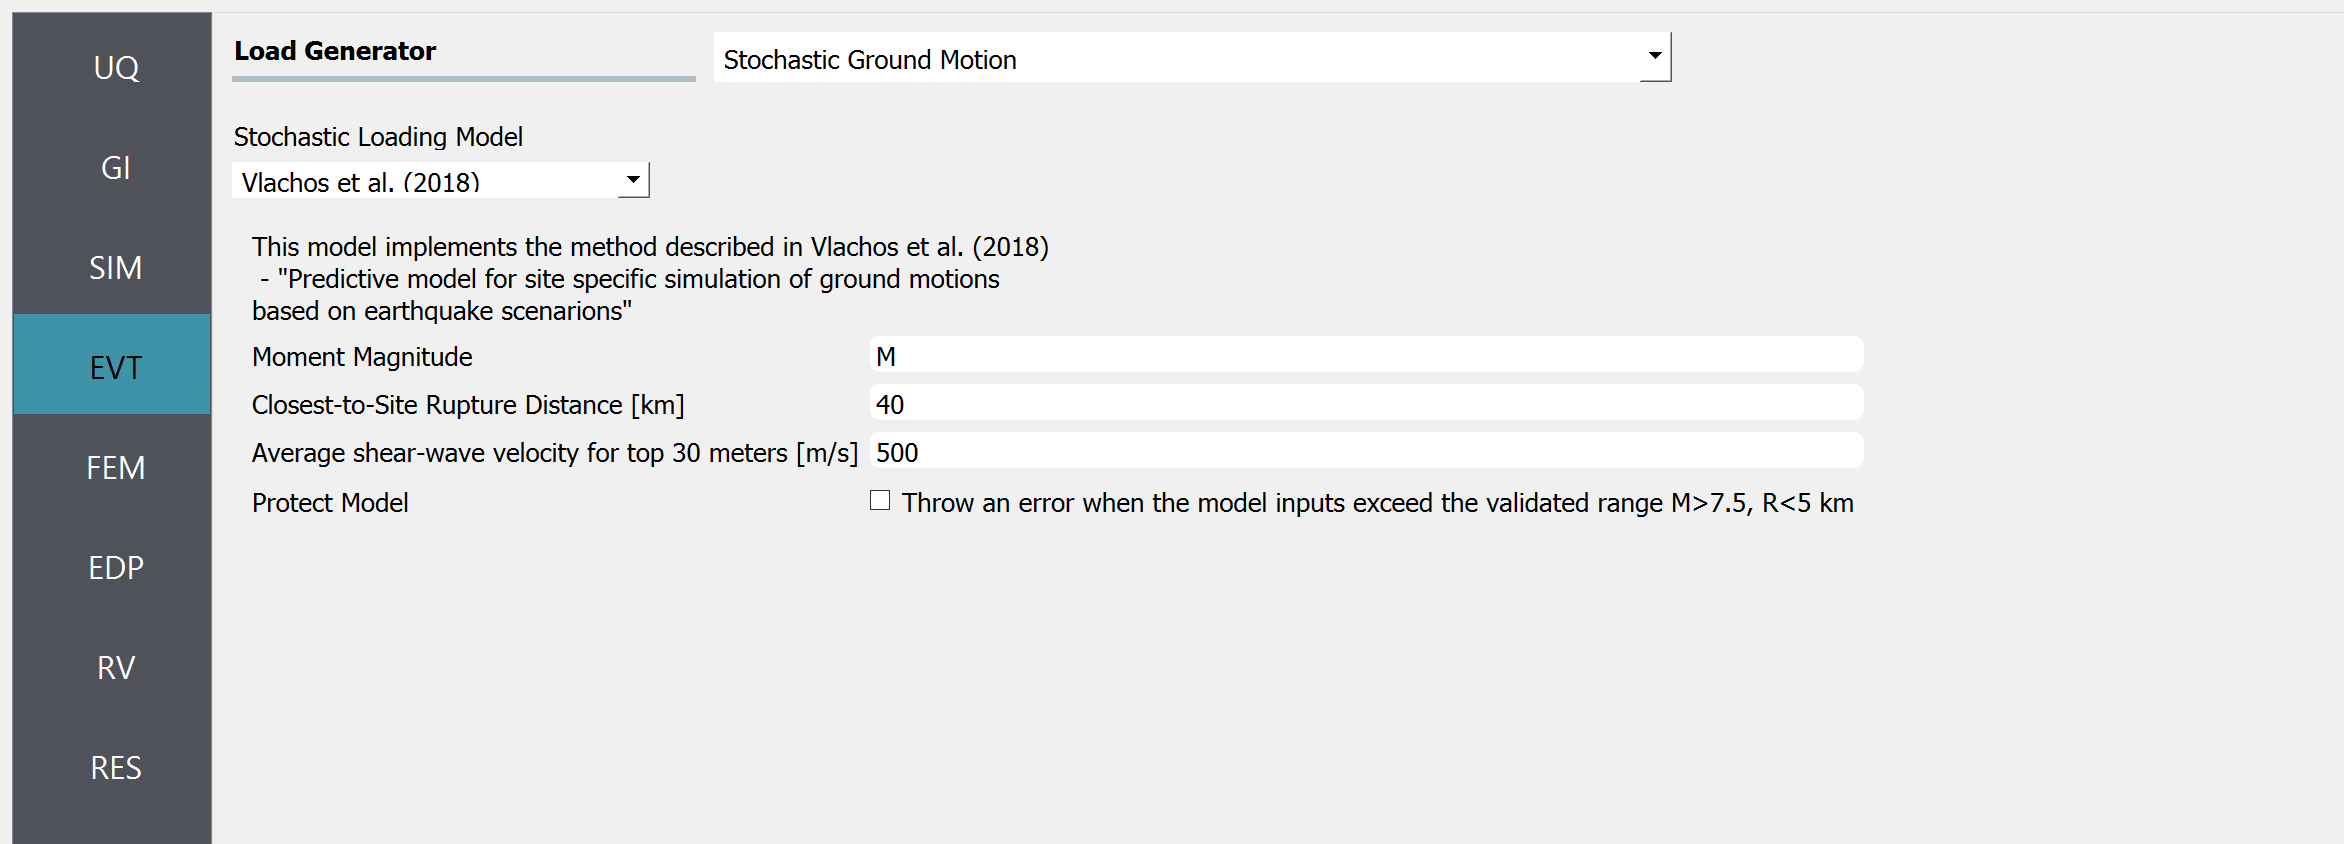 UQ
GI
SIM
EVT
FEM
EDP
RV
RES
Load Generator
Stochastic Ground Motion
Stochastic Loading Model
Vlachos et al. (2018)
This model implements the method described in Vlachos et al. (2018)
- "Predictive model for site specific simulation of ground motions
based on earthquake scenarions"
Moment Magnitude M
Closest-to-Site Rupture Distance [km] 40
Average shear-wave velocity for top 30 meters [m/s] 500
Protect Model Throw an error when the model inputs exceed the validated range M>7.5, R<5 km